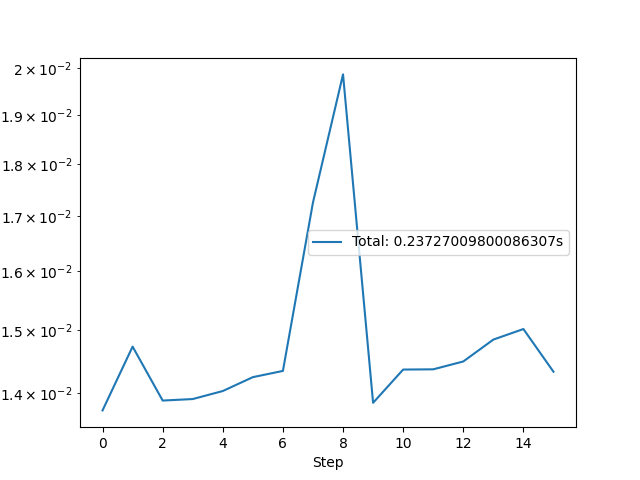 2 × 10⁻²
1.9 × 10⁻²
1.8 × 10⁻²
1.7 × 10⁻²
1.6 × 10⁻²
1.5 × 10⁻²
1.4 × 10⁻²
Total: 0.23727009800086307s
0 2 4 6 8 10 12 14
Step